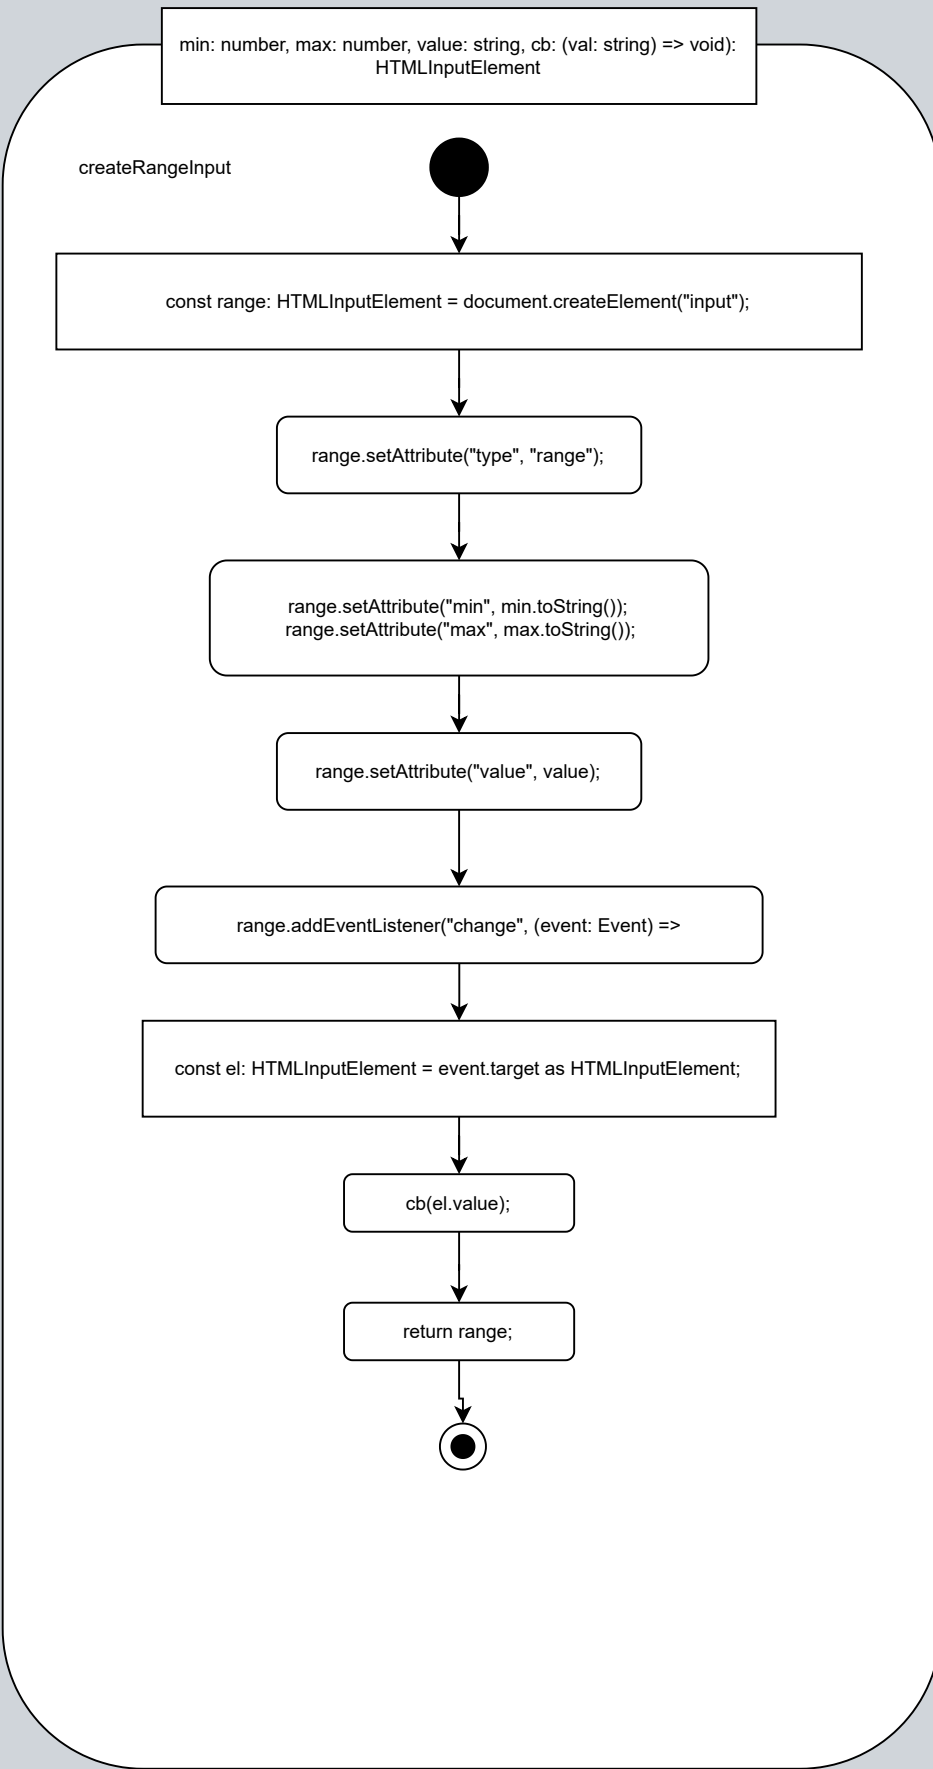 min: number, max: number, value: string, cb: (val: string) => void):
HTMLInputElement
createRangeInput
const range: HTMLInputElement = document.createElement("input");
range.setAttribute("type", "range");
range.setAttribute("min", min.toString());
range.setAttribute("max", max.toString());
range.setAttribute("value", value);
range.addEventListener("change", (event: Event) =>
const el: HTMLInputElement = event.target as HTMLInputElement;
cb(el.value);
return range;